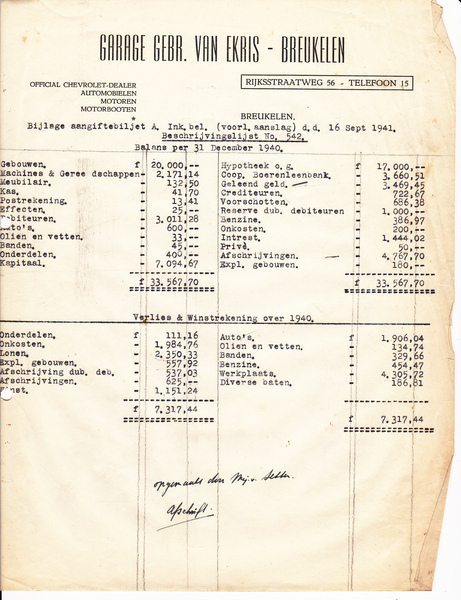 GARAGE GEBR. VAN EKRIS - BREUKELEN
OFFICIAL CHEVROLET-DEALER
AUTOMOBIELEN
MOTOREN
MOTORBOOTEN
*
RIJKSSTRAATWEG 56 - TELEFOON 15
BREUKELEN.
Bijlage aangiftebiljet A. Ink.bel. (voorl.aanslag) d.d. 16 Sept 1941.
Beschrijvingslijst No. 542.
Balans per 31 December 1940.
Gebouwen. f 20.000,-- Hypotheek o.g. f 17.000,--
Machines & Geree dschappen- 2.171,14 Coop. Boerenleenbank. 3.660,51
Meubilair. 132,50 Geleend geld. 3.469,45
Kas. 41,70 Crediteuren. 722,67
Postrekening. 13,41 Voorschotten. 686,38
Effecten. 25,-- Reserve dub. debiteuren 1.000,--
Debiteuren. 3.011,28 Benzine. 386,97
Auto's. 600,-- Onkosten. 200,--
Olien en vetten. 33,-- Intrest. 1.444,02
Banden. 45,-- Privè. 50,--
Onderdelen. 400,-- Afschrijvingen. 4.767,70
Kapitaal. 7.094,67 Expl. gebouwen. 180,--
f 33.567,70 f 33.567,70
Verlies & Winstrekening over 1940.
Onderdelen. f 111,16 Auto's. f 1.906,04
Onkosten. 1.984,76 Olien en vetten. 134,74
Lonen. 2.350,33 Banden. 329,66
Expl. gebouwen. 557,92 Benzine. 454,47
Afschrijving dub. deb. 537,03 Werkplaats. 4.305,72
Afschrijvingen. 625,-- Diverse baten. 186,81
Winst. 1.151,24
f 7.317,44 f 7.317,44
opgemaakt door Mij.
Afschrift.